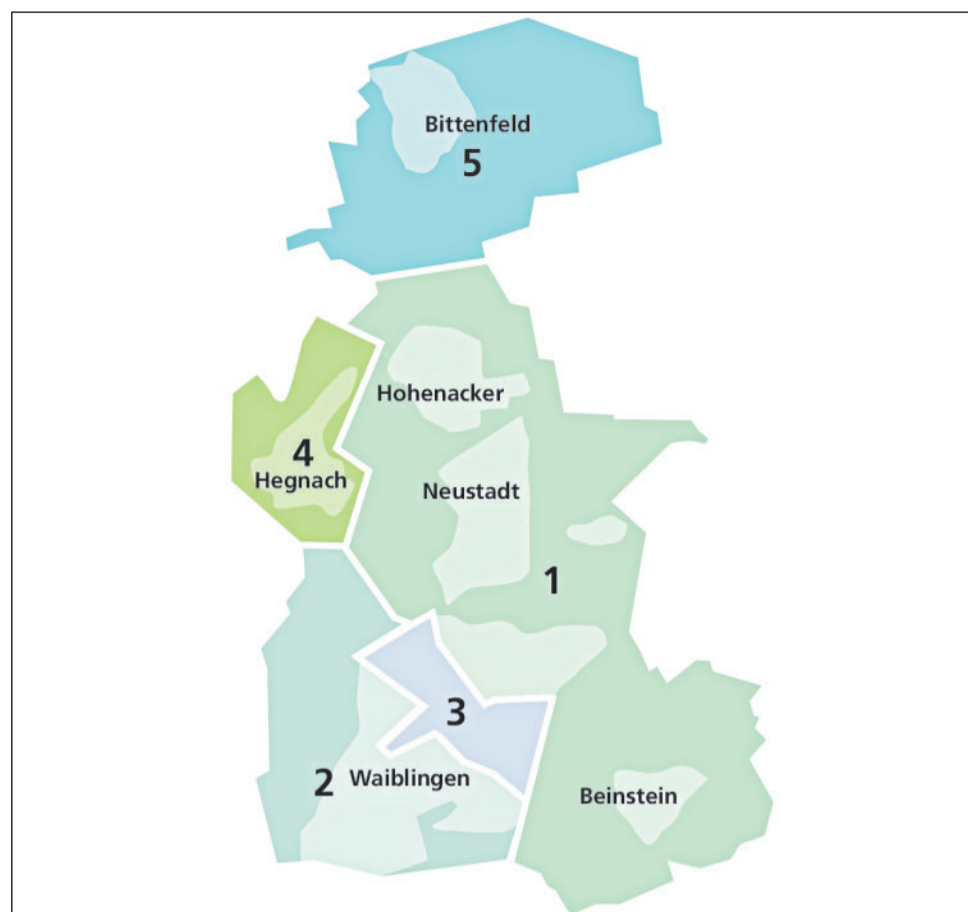 Bittenfeld
5
Hohenacker
4
Hegnach
Neustadt
1
3
2
Waiblingen
Beinstein